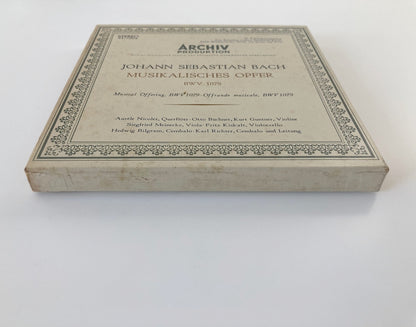 STEREO
ARCHIV
PRODUKTION
JOHANN SEBASTIAN BACH
MUSIKALISCHES OPFER
BWV 1079
Musical Offering, BWV 1079 · Offrande musicale, BWV 1079
Aurèle Nicolet, Querflöte · Otto Büchner, Kurt Guntner, Violine
Siegfried Meinecke, Viola · Fritz Kiskalt, Violoncello
Hedwig Bilgram, Cembalo · Karl Richter, Cembalo und Leitung